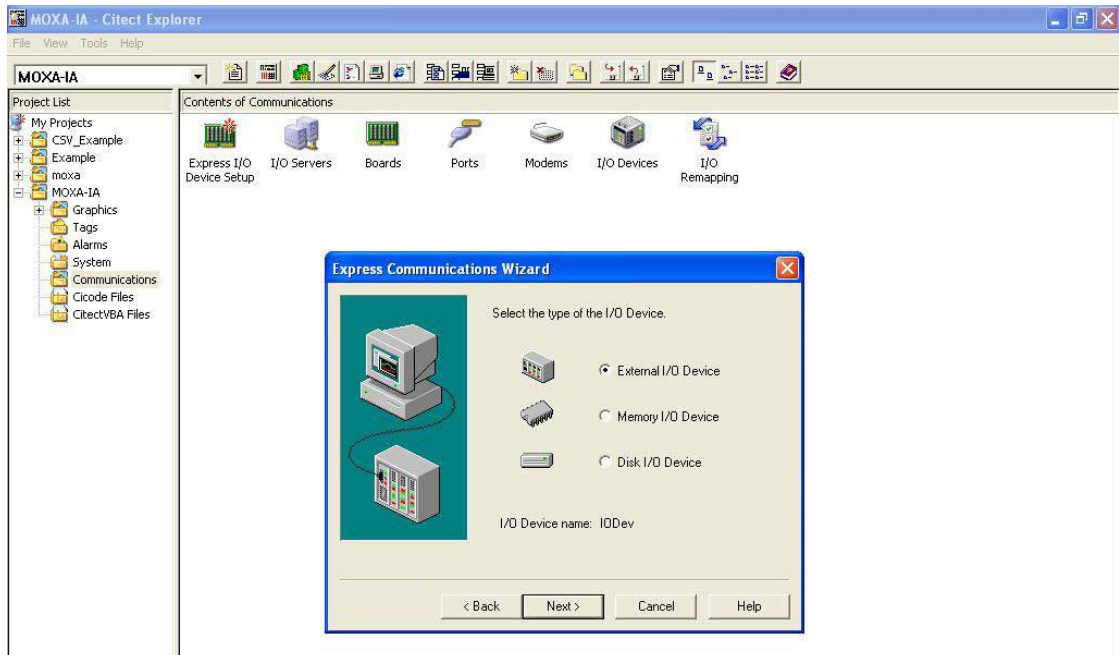 MOXA-IA - Citect Explorer
File View Tools Help
MOXA-IA
Project List
Contents of Communications
My Projects
CSV_Example
Example
moxa
MOXA-IA
Graphics
Tags
Alarms
System
Communications
Cicode Files
CitectVBA Files
Express I/O
Device Setup
I/O Servers
Boards
Ports
Modems
I/O Devices
I/O
Remapping
Express Communications Wizard
Select the type of the I/O Device.
External I/O Device
Memory I/O Device
Disk I/O Device
I/O Device name: IODev
< Back
Next >
Cancel
Help